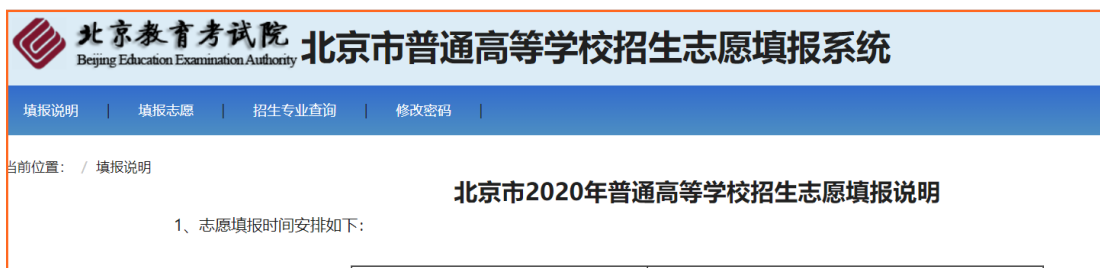 北京教育考试院
Beijing Education Examination Authority
北京市普通高等学校招生志愿填报系统
填报说明 | 填报志愿 | 招生专业查询 | 修改密码 |
当前位置： / 填报说明
北京市2020年普通高等学校招生志愿填报说明
1、志愿填报时间安排如下：